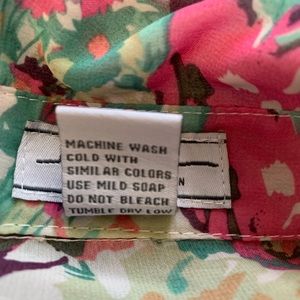 MACHINE WASH
COLD WITH
SIMILAR COLORS
USE MILD SOAP
DO NOT BLEACH
TUMBLE DRY LOW
N